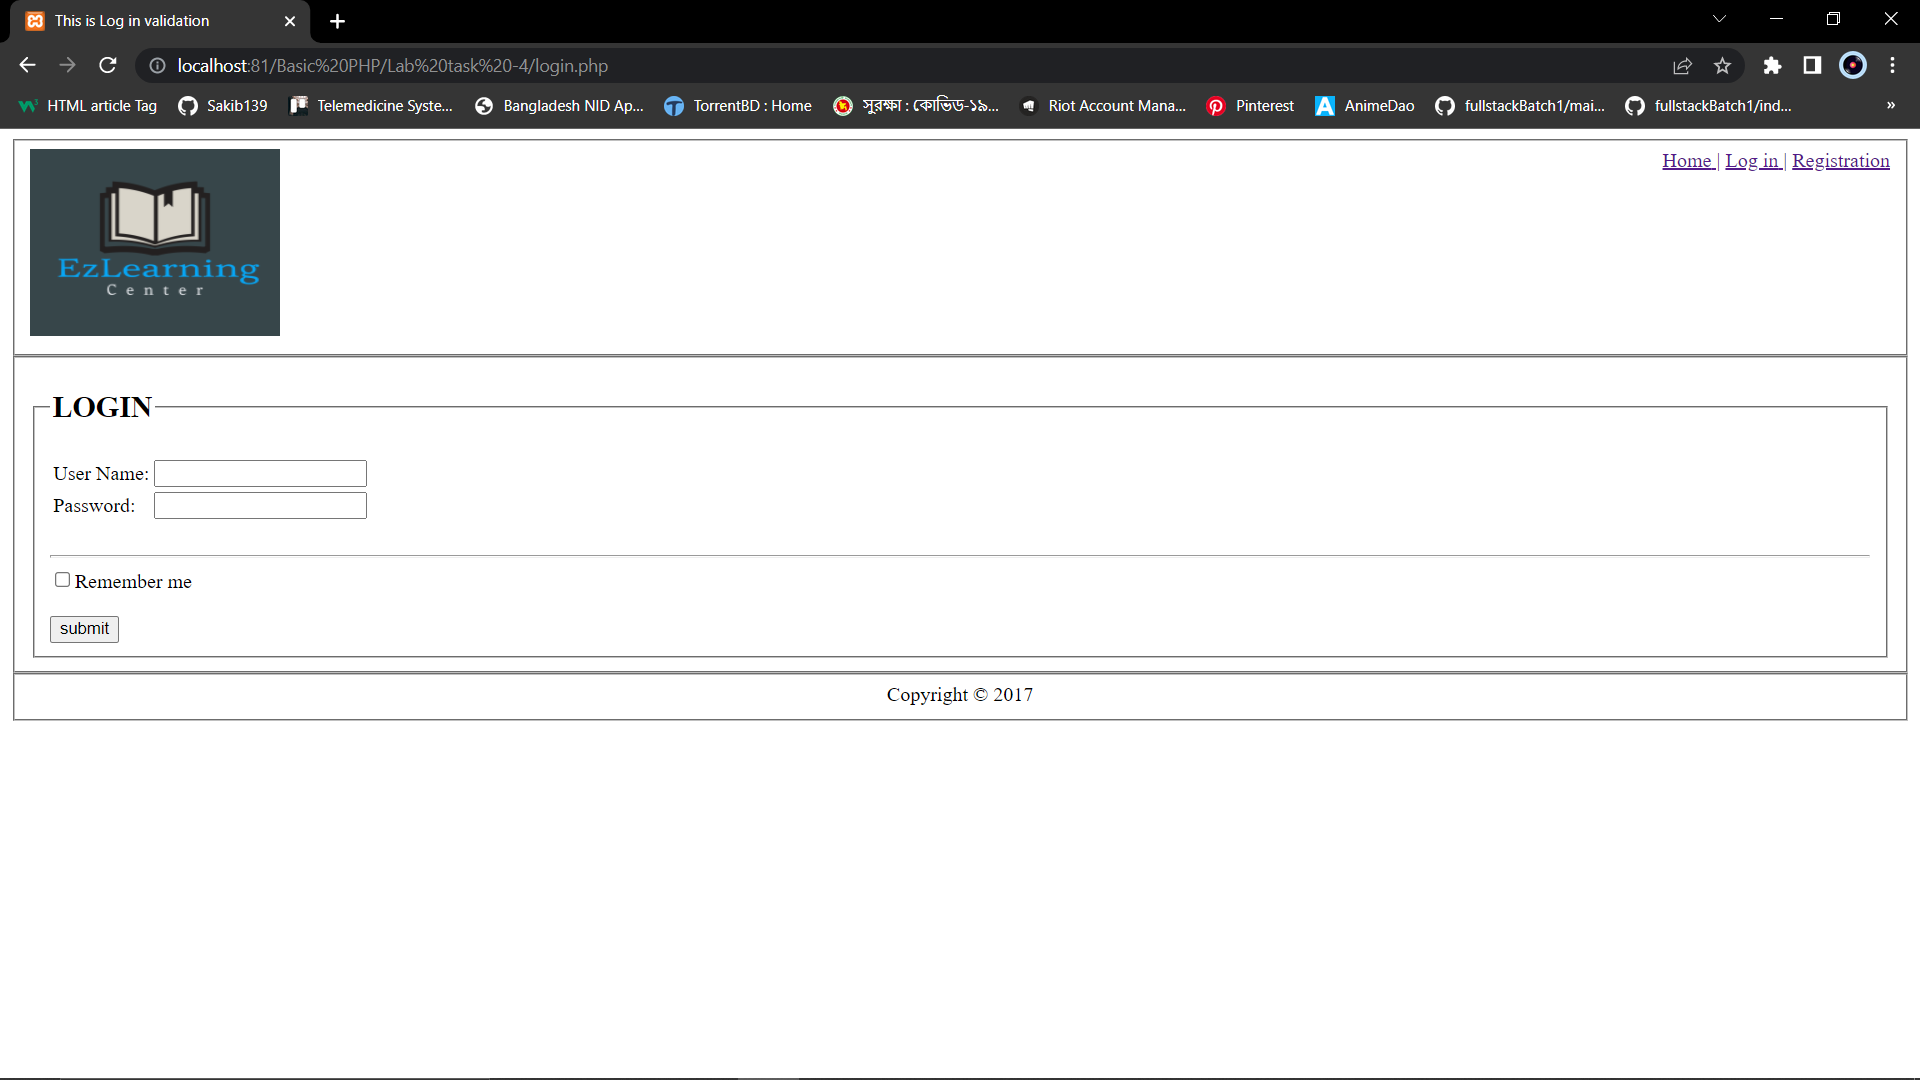 This is Log in validation
localhost:81/Basic%20PHP/Lab%20task%20-4/login.php
HTML article Tag Sakib139 Telemedicine Syste... Bangladesh NID Ap... TorrentBD : Home সুরক্ষা : কোভিড-১৯... Riot Account Mana... Pinterest AnimeDao fullstackBatch1/mai... fullstackBatch1/ind... »
Home | Log in | Registration
EzLearning
Center
LOGIN
User Name:
Password:
Remember me
submit
Copyright © 2017